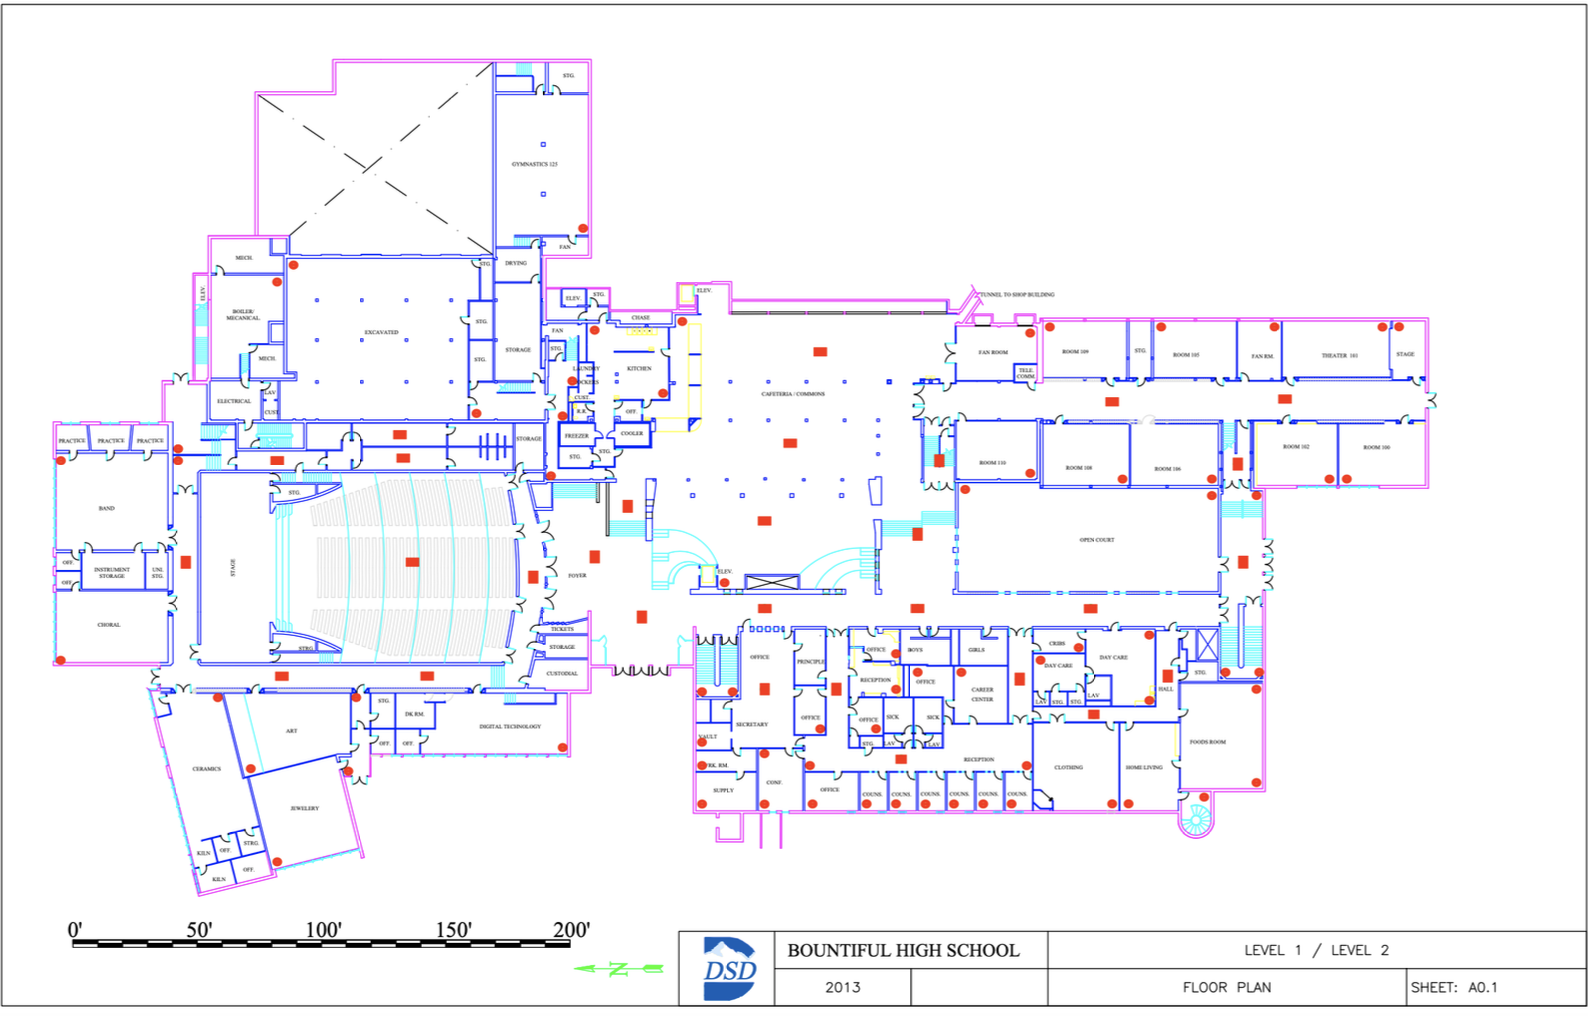 STG.
GYMNASTICS 125
FAN
MECH.
STG.
DRYING
ELEV.
BOILER/
MECANICAL.
EXCAVATED
STG.
STORAGE
MECH.
STG.
ELECTRICAL
LAV
CUST.
ELEV.
STG.
CHASE
FAN
STG.
LAUNDRY
KITCHEN
CUST.
R.R.
OFF.
FREEZER
COOLER
STG.
STG.
STORAGE
ELEV.
CAFETERIA / COMMONS
TUNNEL TO SHOP BUILDING
FAN ROOM
TELE
COMM.
ROOM 109
STG.
ROOM 105
FAN RM.
THEATER 101
STAGE
ROOM 110
ROOM 108
ROOM 106
ROOM 102
ROOM 100
OPEN COURT
PRACTICE
PRACTICE
PRACTICE
BAND
OFF.
OFF.
INSTRUMENT
STORAGE
UNI.
STG.
CHORAL
STG.
STAGE
STRG.
FOYER
ELEV.
TICKETS
STORAGE
CUSTODIAL
STG.
DK RM.
DIGITAL TECHNOLOGY
OFF.
OFF.
ART
CERAMICS
JEWELERY
KILN
OFF.
STRG.
KILN
OFF.
OFFICE
PRINCIPLE
SECRETARY
OFFICE
VAULT
WRK. RM.
SUPPLY
CONF.
OFFICE
RECEPTION
OFFICE
STG.
LAV
SICK
SICK
LAV
BOYS
GIRLS
OFFICE
CAREER
CENTER
RECEPTION
OFFICE
COUNS.
COUNS.
COUNS.
COUNS.
COUNS.
COUNS.
CRIBS
DAY CARE
DAY CARE
LAV
STG.
STG.
LAV
HALL
STG.
CLOTHING
HOME LIVING
FOODS ROOM
0' 50' 100' 150' 200'
N
DSD
BOUNTIFUL HIGH SCHOOL
2013
LEVEL 1 / LEVEL 2
FLOOR PLAN
SHEET: A0.1